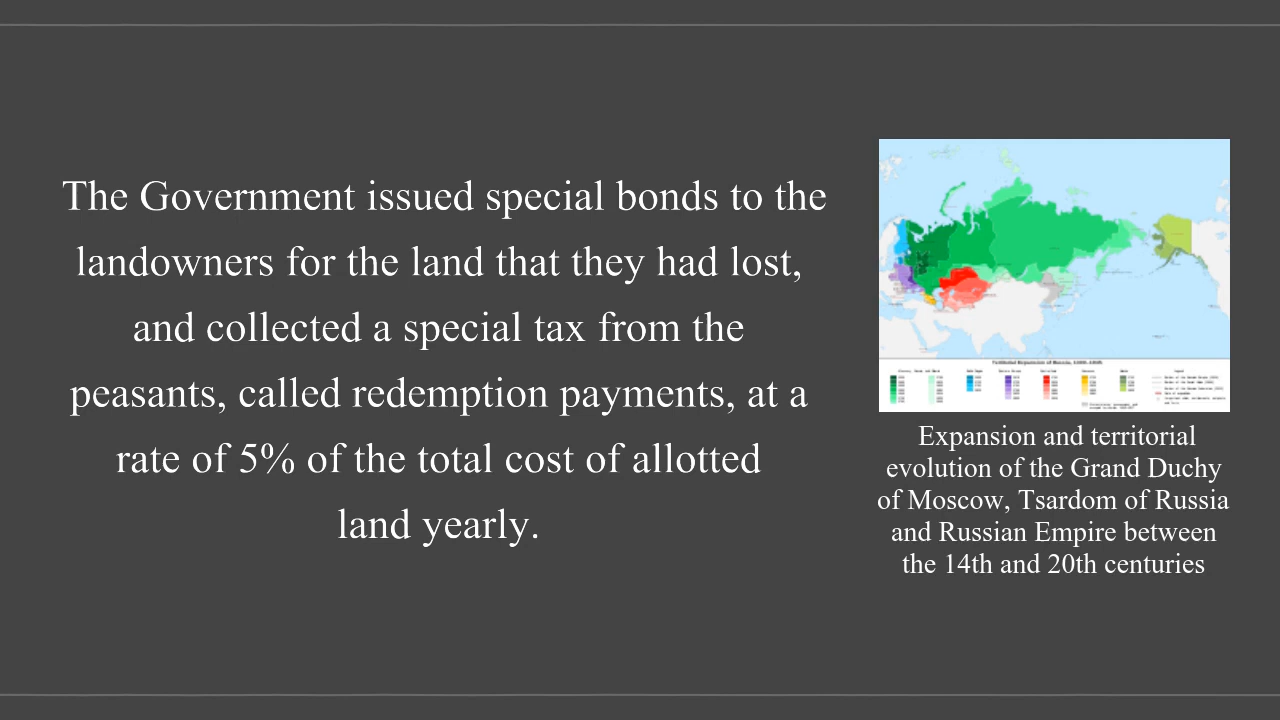 The Government issued special bonds to the
landowners for the land that they had lost,
and collected a special tax from the
peasants, called redemption payments, at a
rate of 5% of the total cost of allotted
land yearly.
Expansion and territorial
evolution of the Grand Duchy
of Moscow, Tsardom of Russia
and Russian Empire between
the 14th and 20th centuries